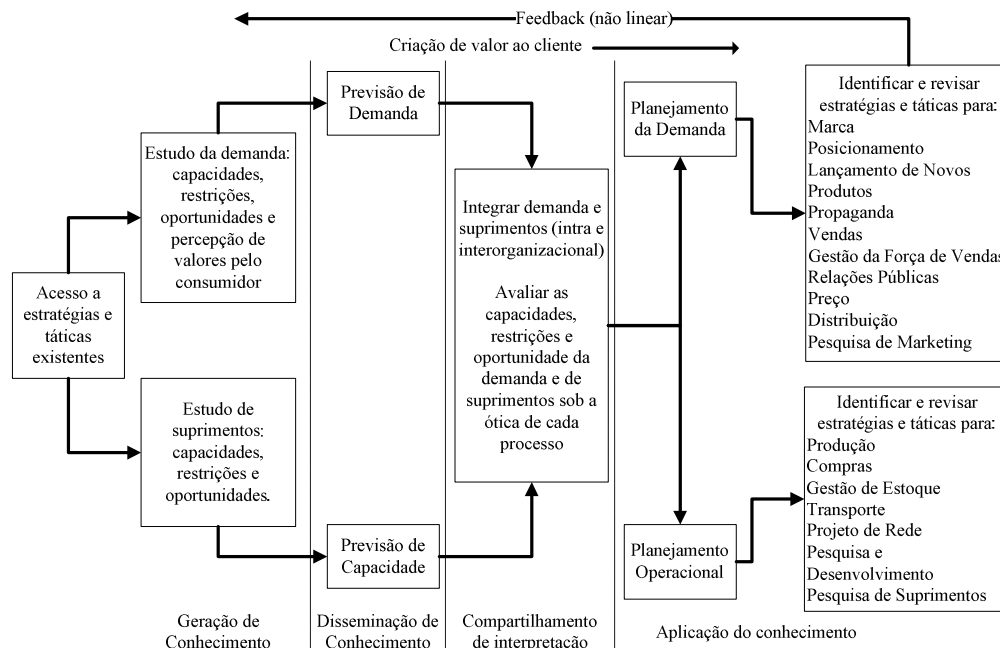 Feedback (não linear)
Criação de valor ao cliente
Acesso a
estratégias e
táticas
existentes
Estudo da demanda:
capacidades,
restrições,
oportunidades e
percepção de
valores pelo
consumidor
Estudo de
suprimentos:
capacidades,
restrições e
oportunidades.
Previsão de
Demanda
Previsão de
Capacidade
Integrar demanda e
suprimentos (intra e
interorganizacional)
Avaliar as
capacidades,
restrições e
oportunidade da
demanda e de
suprimentos sob a
ótica de cada
processo
Planejamento
da Demanda
Planejamento
Operacional
Identificar e revisar
estratégias e táticas para:
Marca
Posicionamento
Lançamento de Novos
Produtos
Propaganda
Vendas
Gestão da Força de Vendas
Relações Públicas
Preço
Distribuição
Pesquisa de Marketing
Identificar e revisar
estratégias e táticas para:
Produção
Compras
Gestão de Estoque
Transporte
Projeto de Rede
Pesquisa e
Desenvolvimento
Pesquisa de Suprimentos
Geração de
Conhecimento
Disseminação de
Conhecimento
Compartilhamento
de interpretação
Aplicação do conhecimento